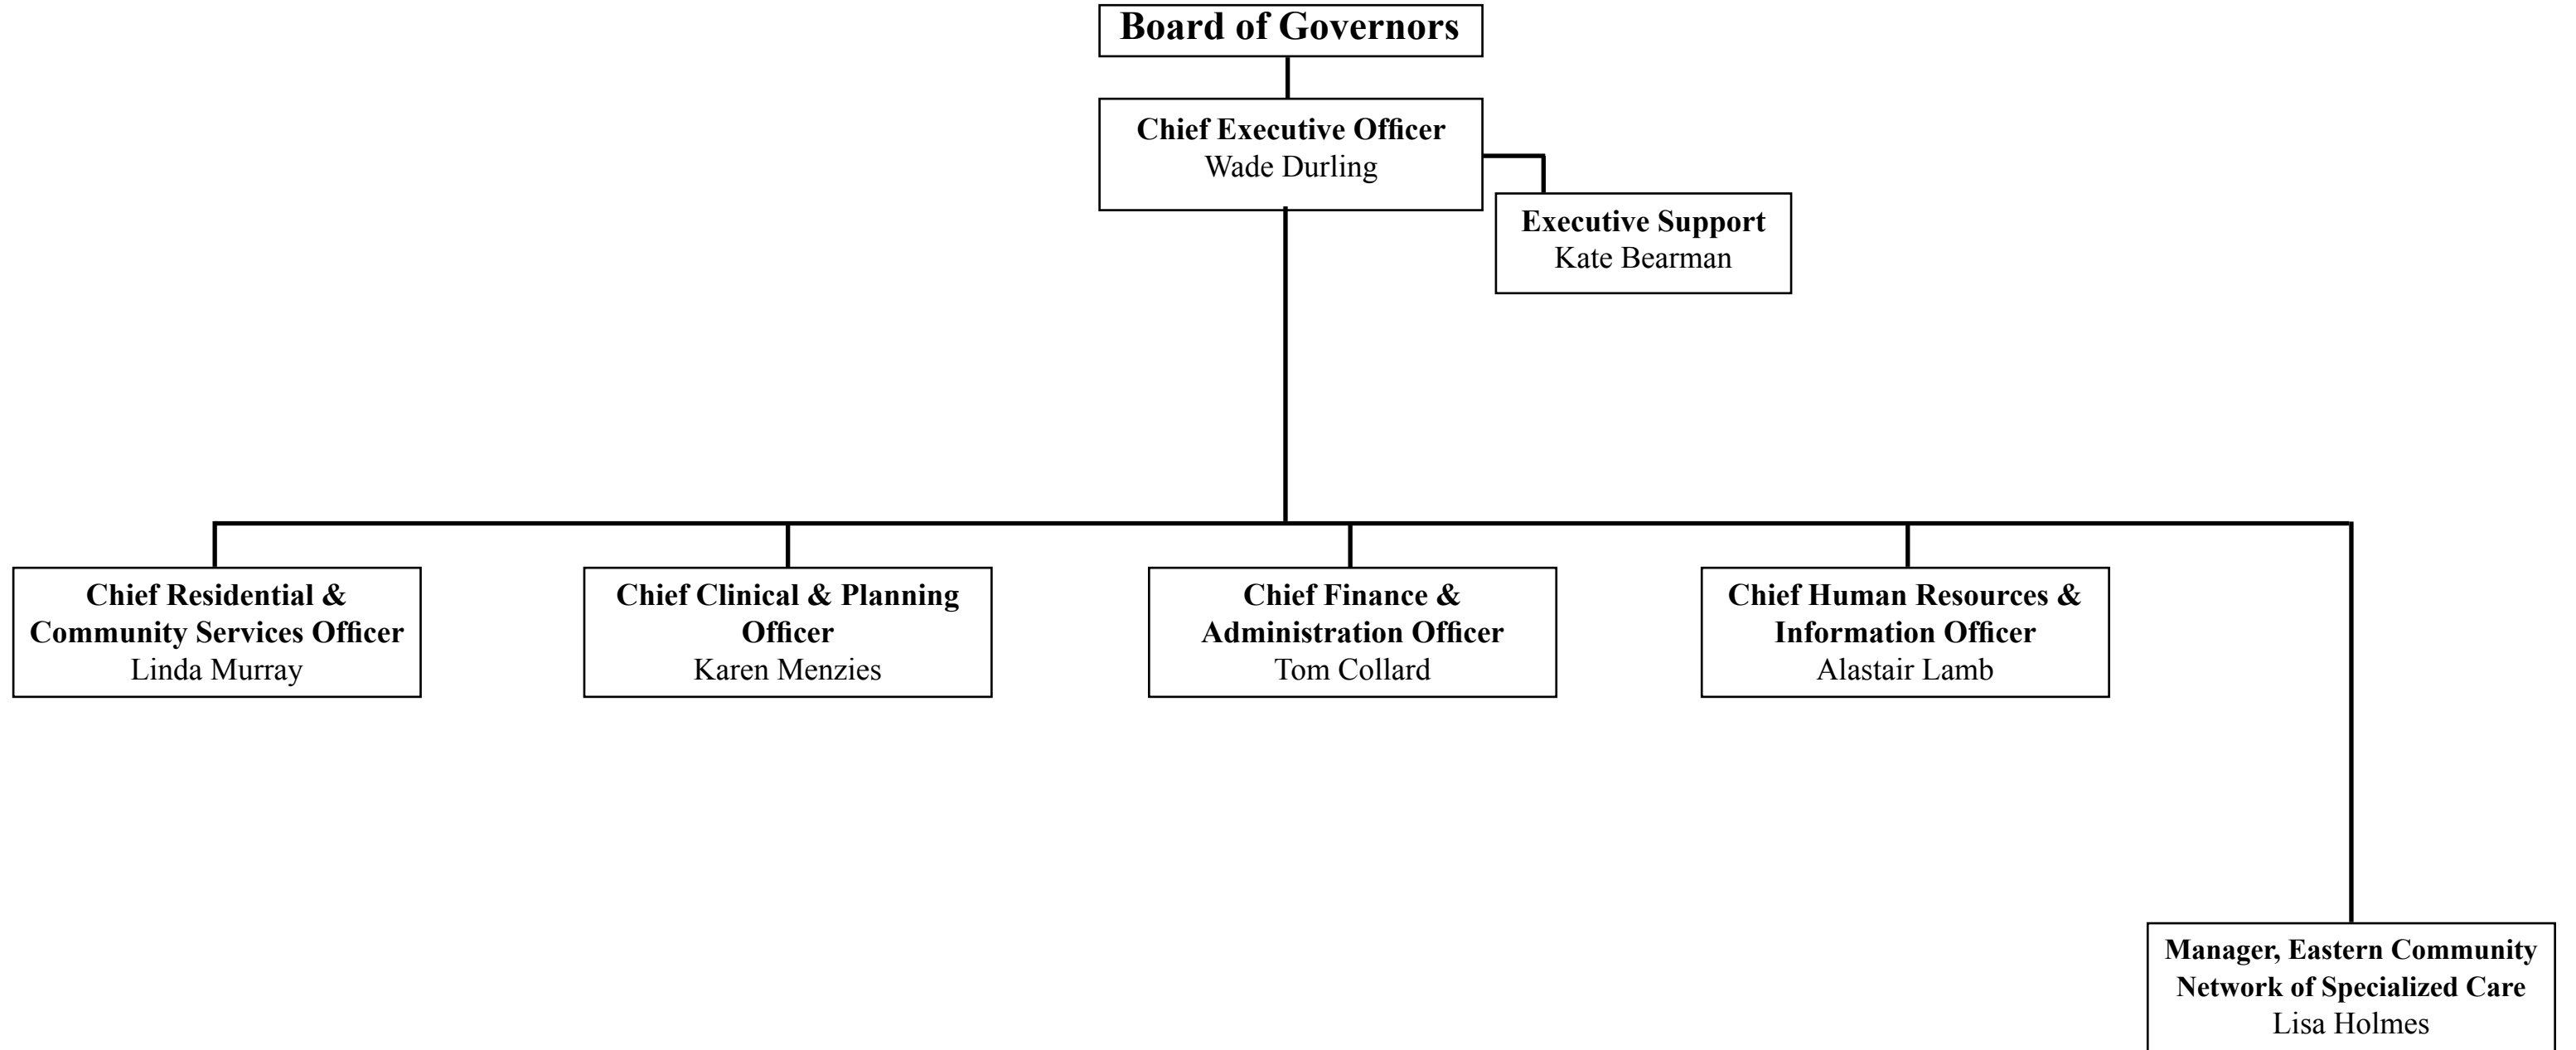 Board of Governors
Chief Executive Officer
Wade Durling
Executive Support
Kate Bearman
Chief Residential &
Community Services Officer
Linda Murray
Chief Clinical & Planning
Officer
Karen Menzies
Chief Finance &
Administration Officer
Tom Collard
Chief Human Resources &
Information Officer
Alastair Lamb
Manager, Eastern Community
Network of Specialized Care
Lisa Holmes